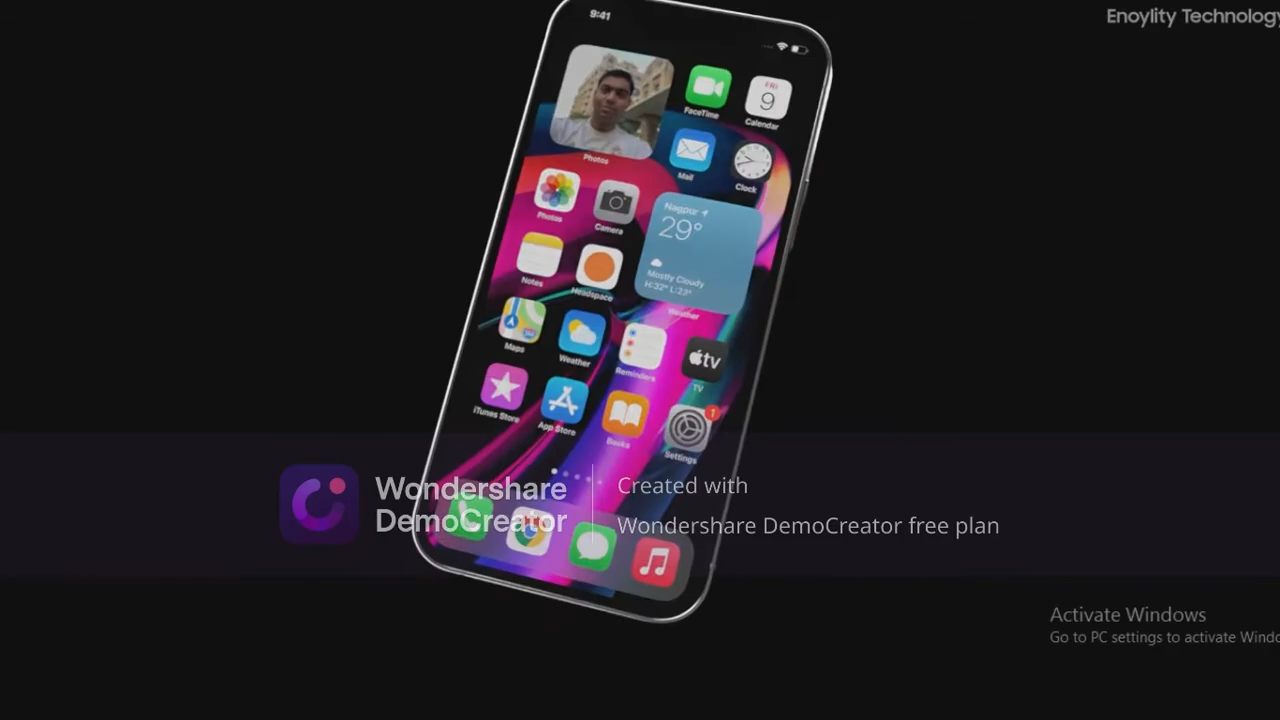 9:41
Enoylity Technology
FaceTime
FRI
9
Calendar
Photos
Mail
Clock
Photos
Camera
Nagpur
29°
Mostly Cloudy
H:32° L:23°
Notes
Headspace
Weather
Maps
Weather
Reminders
tv
TV
iTunes Store
App Store
Books
1
Settings
Wondershare
DemoCreator
Created with
Wondershare DemoCreator free plan
Activate Windows
Go to PC settings to activate